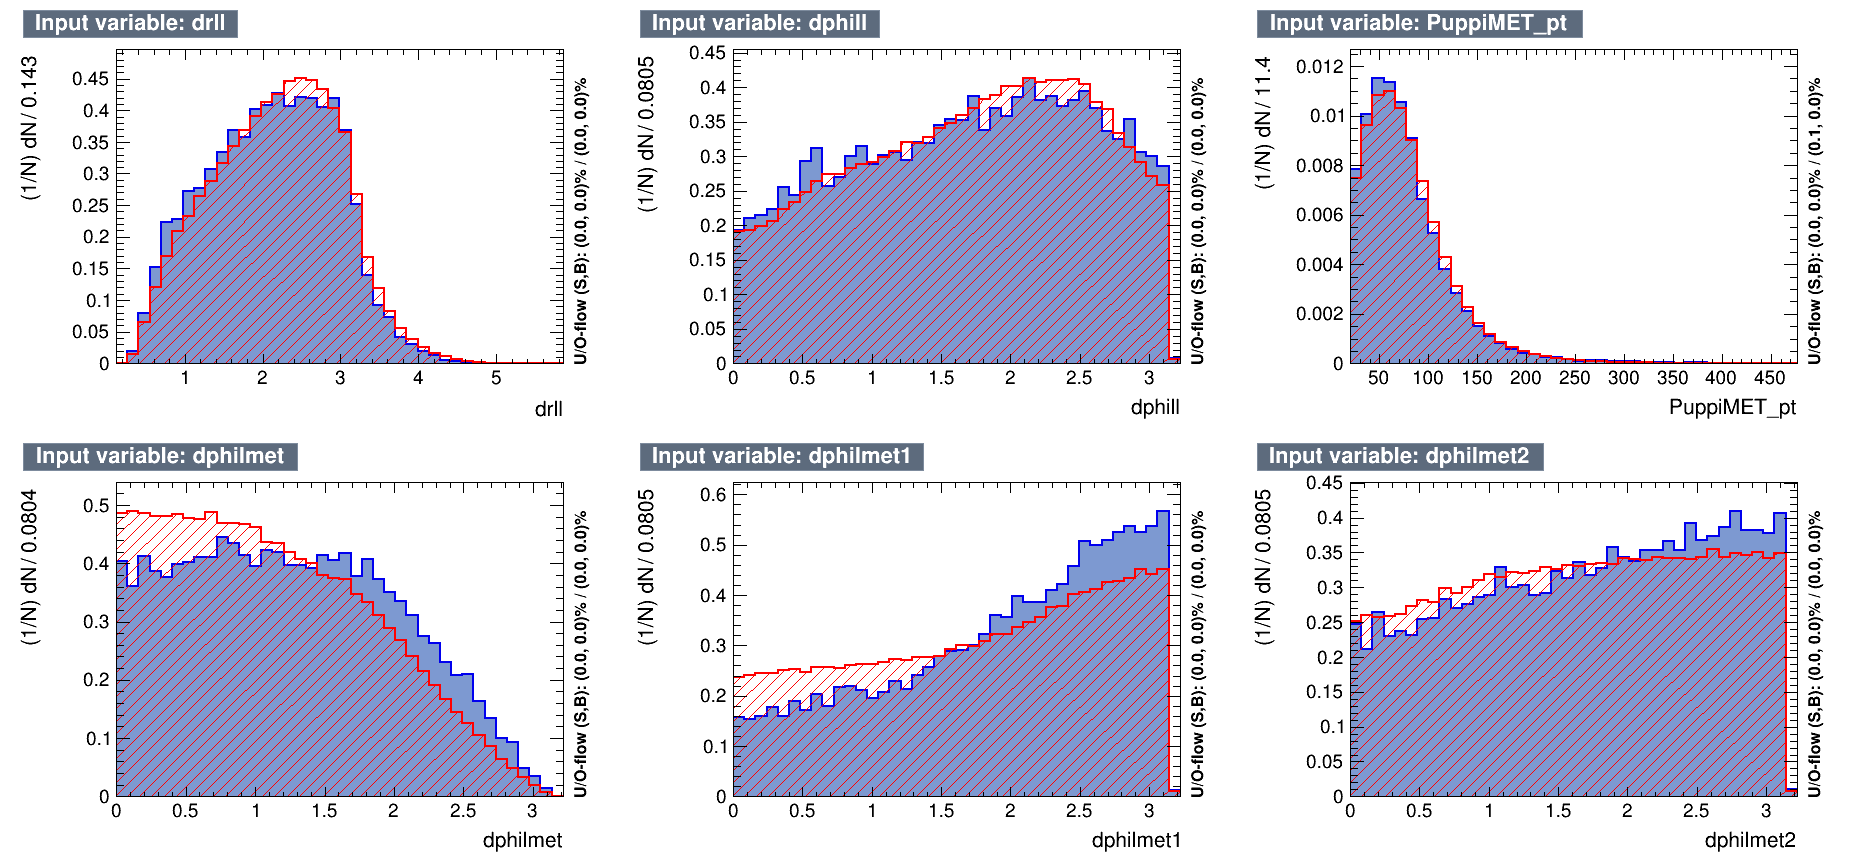 Input variable: drll
(1/N) dN / 0.143
0.45
0.4
0.35
0.3
0.25
0.2
0.15
0.1
0.05
0
1 2 3 4 5
drll
U/O-flow (S,B): (0.0, 0.0)% / (0.0, 0.0)%
Input variable: dphill
(1/N) dN / 0.0805
0.45
0.4
0.35
0.3
0.25
0.2
0.15
0.1
0.05
0
0 0.5 1 1.5 2 2.5 3
dphill
U/O-flow (S,B): (0.0, 0.0)% / (0.0, 0.0)%
Input variable: PuppiMET_pt
(1/N) dN / 11.4
0.012
0.01
0.008
0.006
0.004
0.002
0
50 100 150 200 250 300 350 400 450
PuppiMET_pt
U/O-flow (S,B): (0.0, 0.0)% / (0.1, 0.0)%
Input variable: dphilmet
(1/N) dN / 0.0804
0.5
0.4
0.3
0.2
0.1
0
0 0.5 1 1.5 2 2.5 3
dphilmet
U/O-flow (S,B): (0.0, 0.0)% / (0.0, 0.0)%
Input variable: dphilmet1
(1/N) dN / 0.0805
0.6
0.5
0.4
0.3
0.2
0.1
0
0 0.5 1 1.5 2 2.5 3
dphilmet1
U/O-flow (S,B): (0.0, 0.0)% / (0.0, 0.0)%
Input variable: dphilmet2
(1/N) dN / 0.0805
0.45
0.4
0.35
0.3
0.25
0.2
0.15
0.1
0.05
0
0 0.5 1 1.5 2 2.5 3
dphilmet2
U/O-flow (S,B): (0.0, 0.0)% / (0.0, 0.0)%